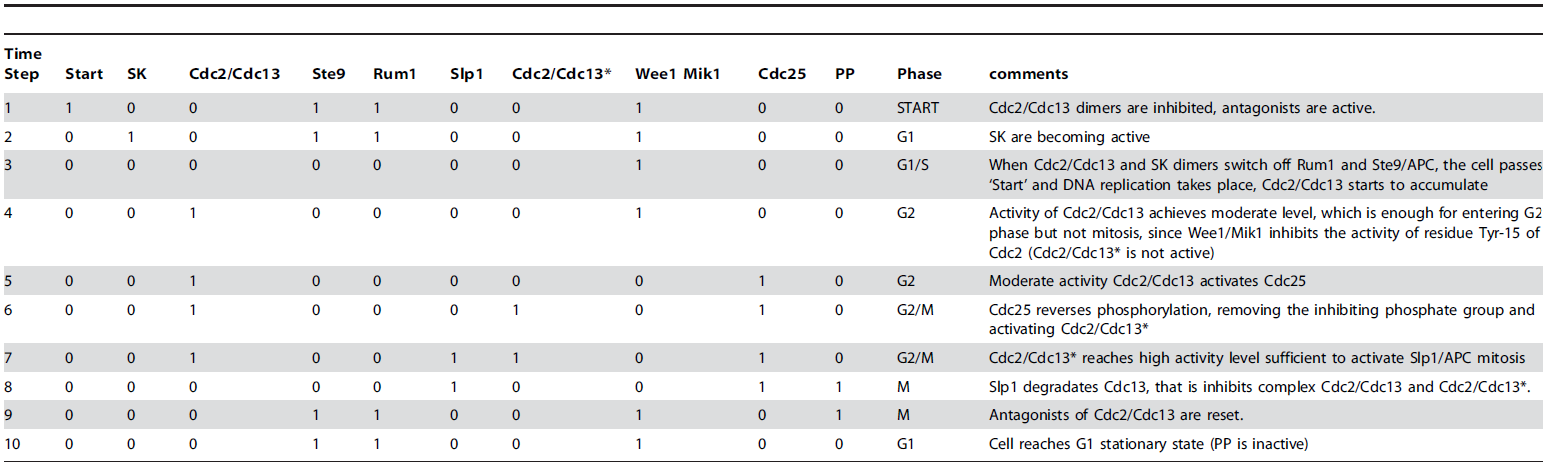 Time
Step Start SK Cdc2/Cdc13 Ste9 Rum1 Slp1 Cdc2/Cdc13* Wee1 Mik1 Cdc25 PP Phase comments
1 1 0 0 1 1 0 0 1 0 0 START Cdc2/Cdc13 dimers are inhibited, antagonists are active.
2 0 1 0 1 1 0 0 1 0 0 G1 SK are becoming active
3 0 0 0 0 0 0 0 1 0 0 G1/S When Cdc2/Cdc13 and SK dimers switch off Rum1 and Ste9/APC, the cell passes
‘Start’ and DNA replication takes place, Cdc2/Cdc13 starts to accumulate
4 0 0 1 0 0 0 0 1 0 0 G2 Activity of Cdc2/Cdc13 achieves moderate level, which is enough for entering G2
phase but not mitosis, since Wee1/Mik1 inhibits the activity of residue Tyr-15 of
Cdc2 (Cdc2/Cdc13* is not active)
5 0 0 1 0 0 0 0 0 1 0 G2 Moderate activity Cdc2/Cdc13 activates Cdc25
6 0 0 1 0 0 0 1 0 1 0 G2/M Cdc25 reverses phosphorylation, removing the inhibiting phosphate group and
activating Cdc2/Cdc13*
7 0 0 1 0 0 1 1 0 1 0 G2/M Cdc2/Cdc13* reaches high activity level sufficient to activate Slp1/APC mitosis
8 0 0 0 0 0 1 0 0 1 1 M Slp1 degradates Cdc13, that is inhibits complex Cdc2/Cdc13 and Cdc2/Cdc13*.
9 0 0 0 1 1 0 0 1 0 1 M Antagonists of Cdc2/Cdc13 are reset.
10 0 0 0 1 1 0 0 1 0 0 G1 Cell reaches G1 stationary state (PP is inactive)